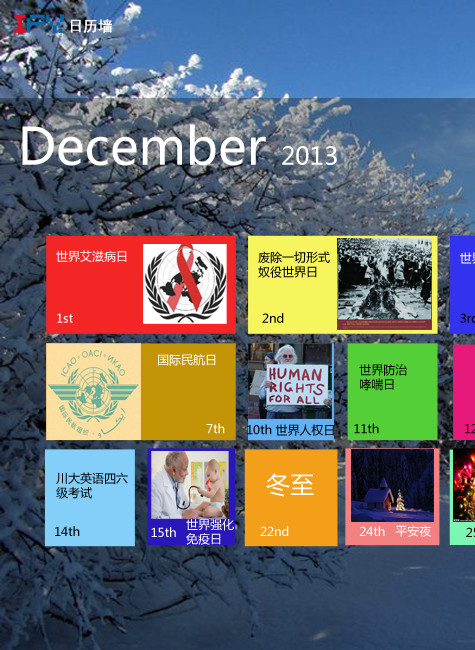 IFLY 日历墙
December 2013
世界艾滋病日
1st
废除一切形式
奴役世界日
2nd
世
3rd
ICAO · OACI · ИКАО
国际民航日
7th
HUMAN
RIGHTS
FOR ALL
10th 世界人权日
世界防治
哮喘日
11th
12
川大英语四六
级考试
14th
15th 世界强化
免疫日
冬至
22nd
24th 平安夜
25